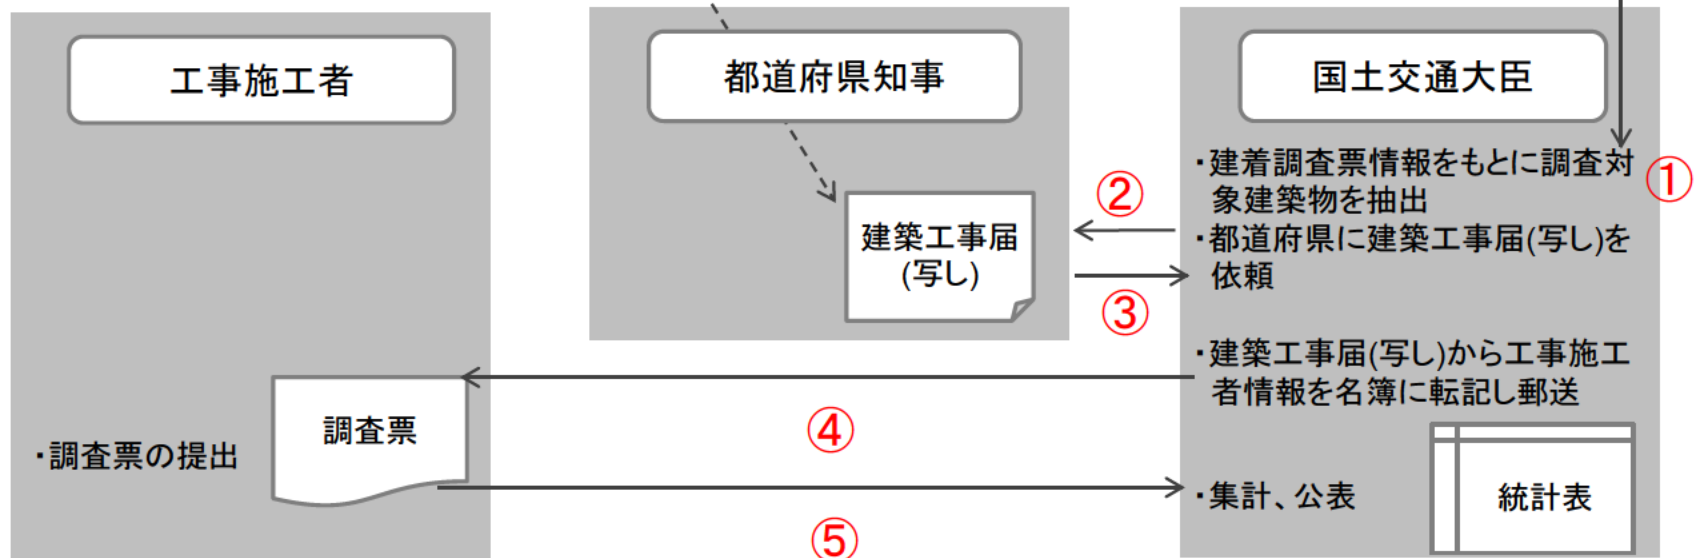 工事施工者
・調査票の提出
調査票
都道府県知事
建築工事届
(写し)
②
③
④
⑤
国土交通大臣
・建着調査票情報をもとに調査対
象建築物を抽出
①
・都道府県に建築工事届(写し)を
依頼
・建築工事届(写し)から工事施工
者情報を名簿に転記し郵送
・集計、公表
統計表